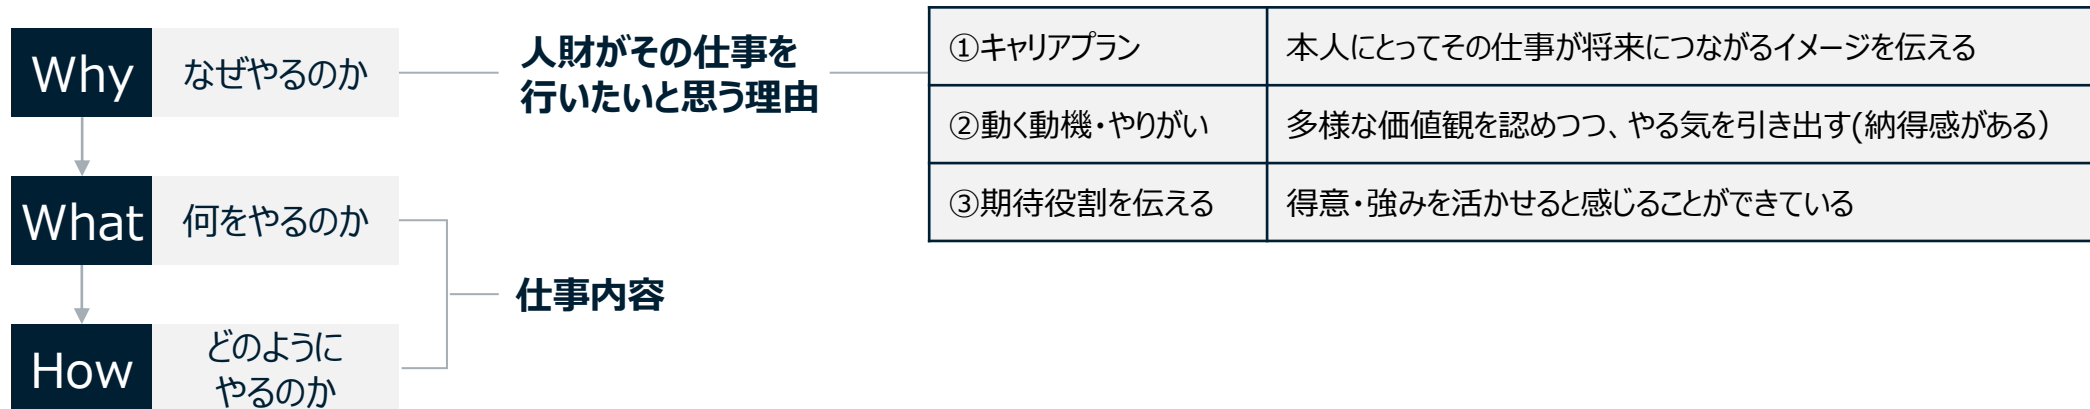 Why
なぜやるのか
人財がその仕事を
行いたいと思う理由
①キャリアプラン
本人にとってその仕事が将来につながるイメージを伝える
②動く動機・やりがい
多様な価値観を認めつつ、やる気を引き出す(納得感がある）
③期待役割を伝える
得意・強みを活かせると感じることができている
What
何をやるのか
仕事内容
How
どのように
やるのか